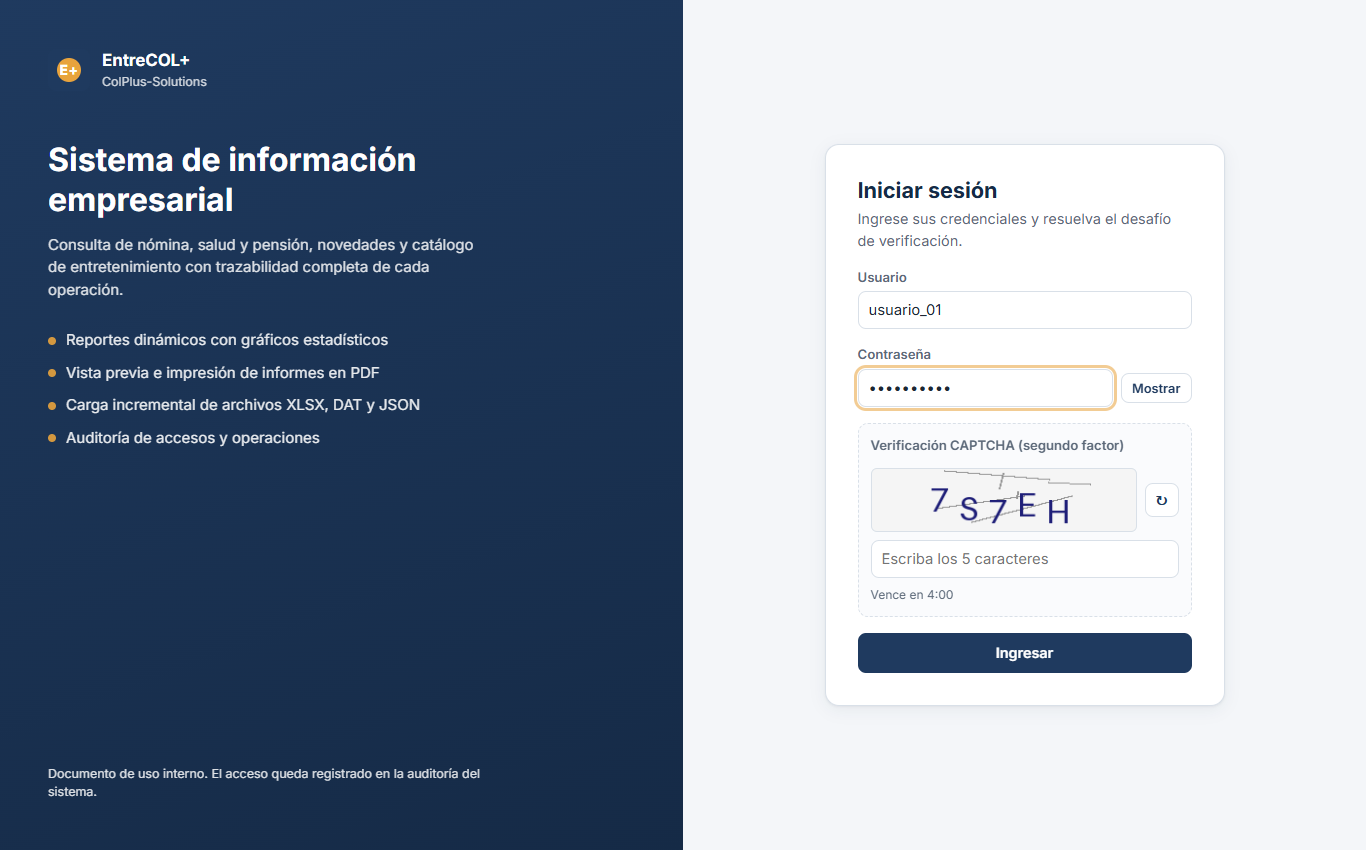 E+
EntreCOL+
ColPlus-Solutions
Sistema de información
empresarial
Consulta de nómina, salud y pensión, novedades y catálogo
de entretenimiento con trazabilidad completa de cada
operación.
Reportes dinámicos con gráficos estadísticos
Vista previa e impresión de informes en PDF
Carga incremental de archivos XLSX, DAT y JSON
Auditoría de accesos y operaciones
Documento de uso interno. El acceso queda registrado en la auditoría del
sistema.
Iniciar sesión
Ingrese sus credenciales y resuelva el desafío
de verificación.
Usuario
usuario_01
Contraseña
••••••••••
Mostrar
Verificación CAPTCHA (segundo factor)
7S7EH
↻
Escriba los 5 caracteres
Vence en 4:00
Ingresar